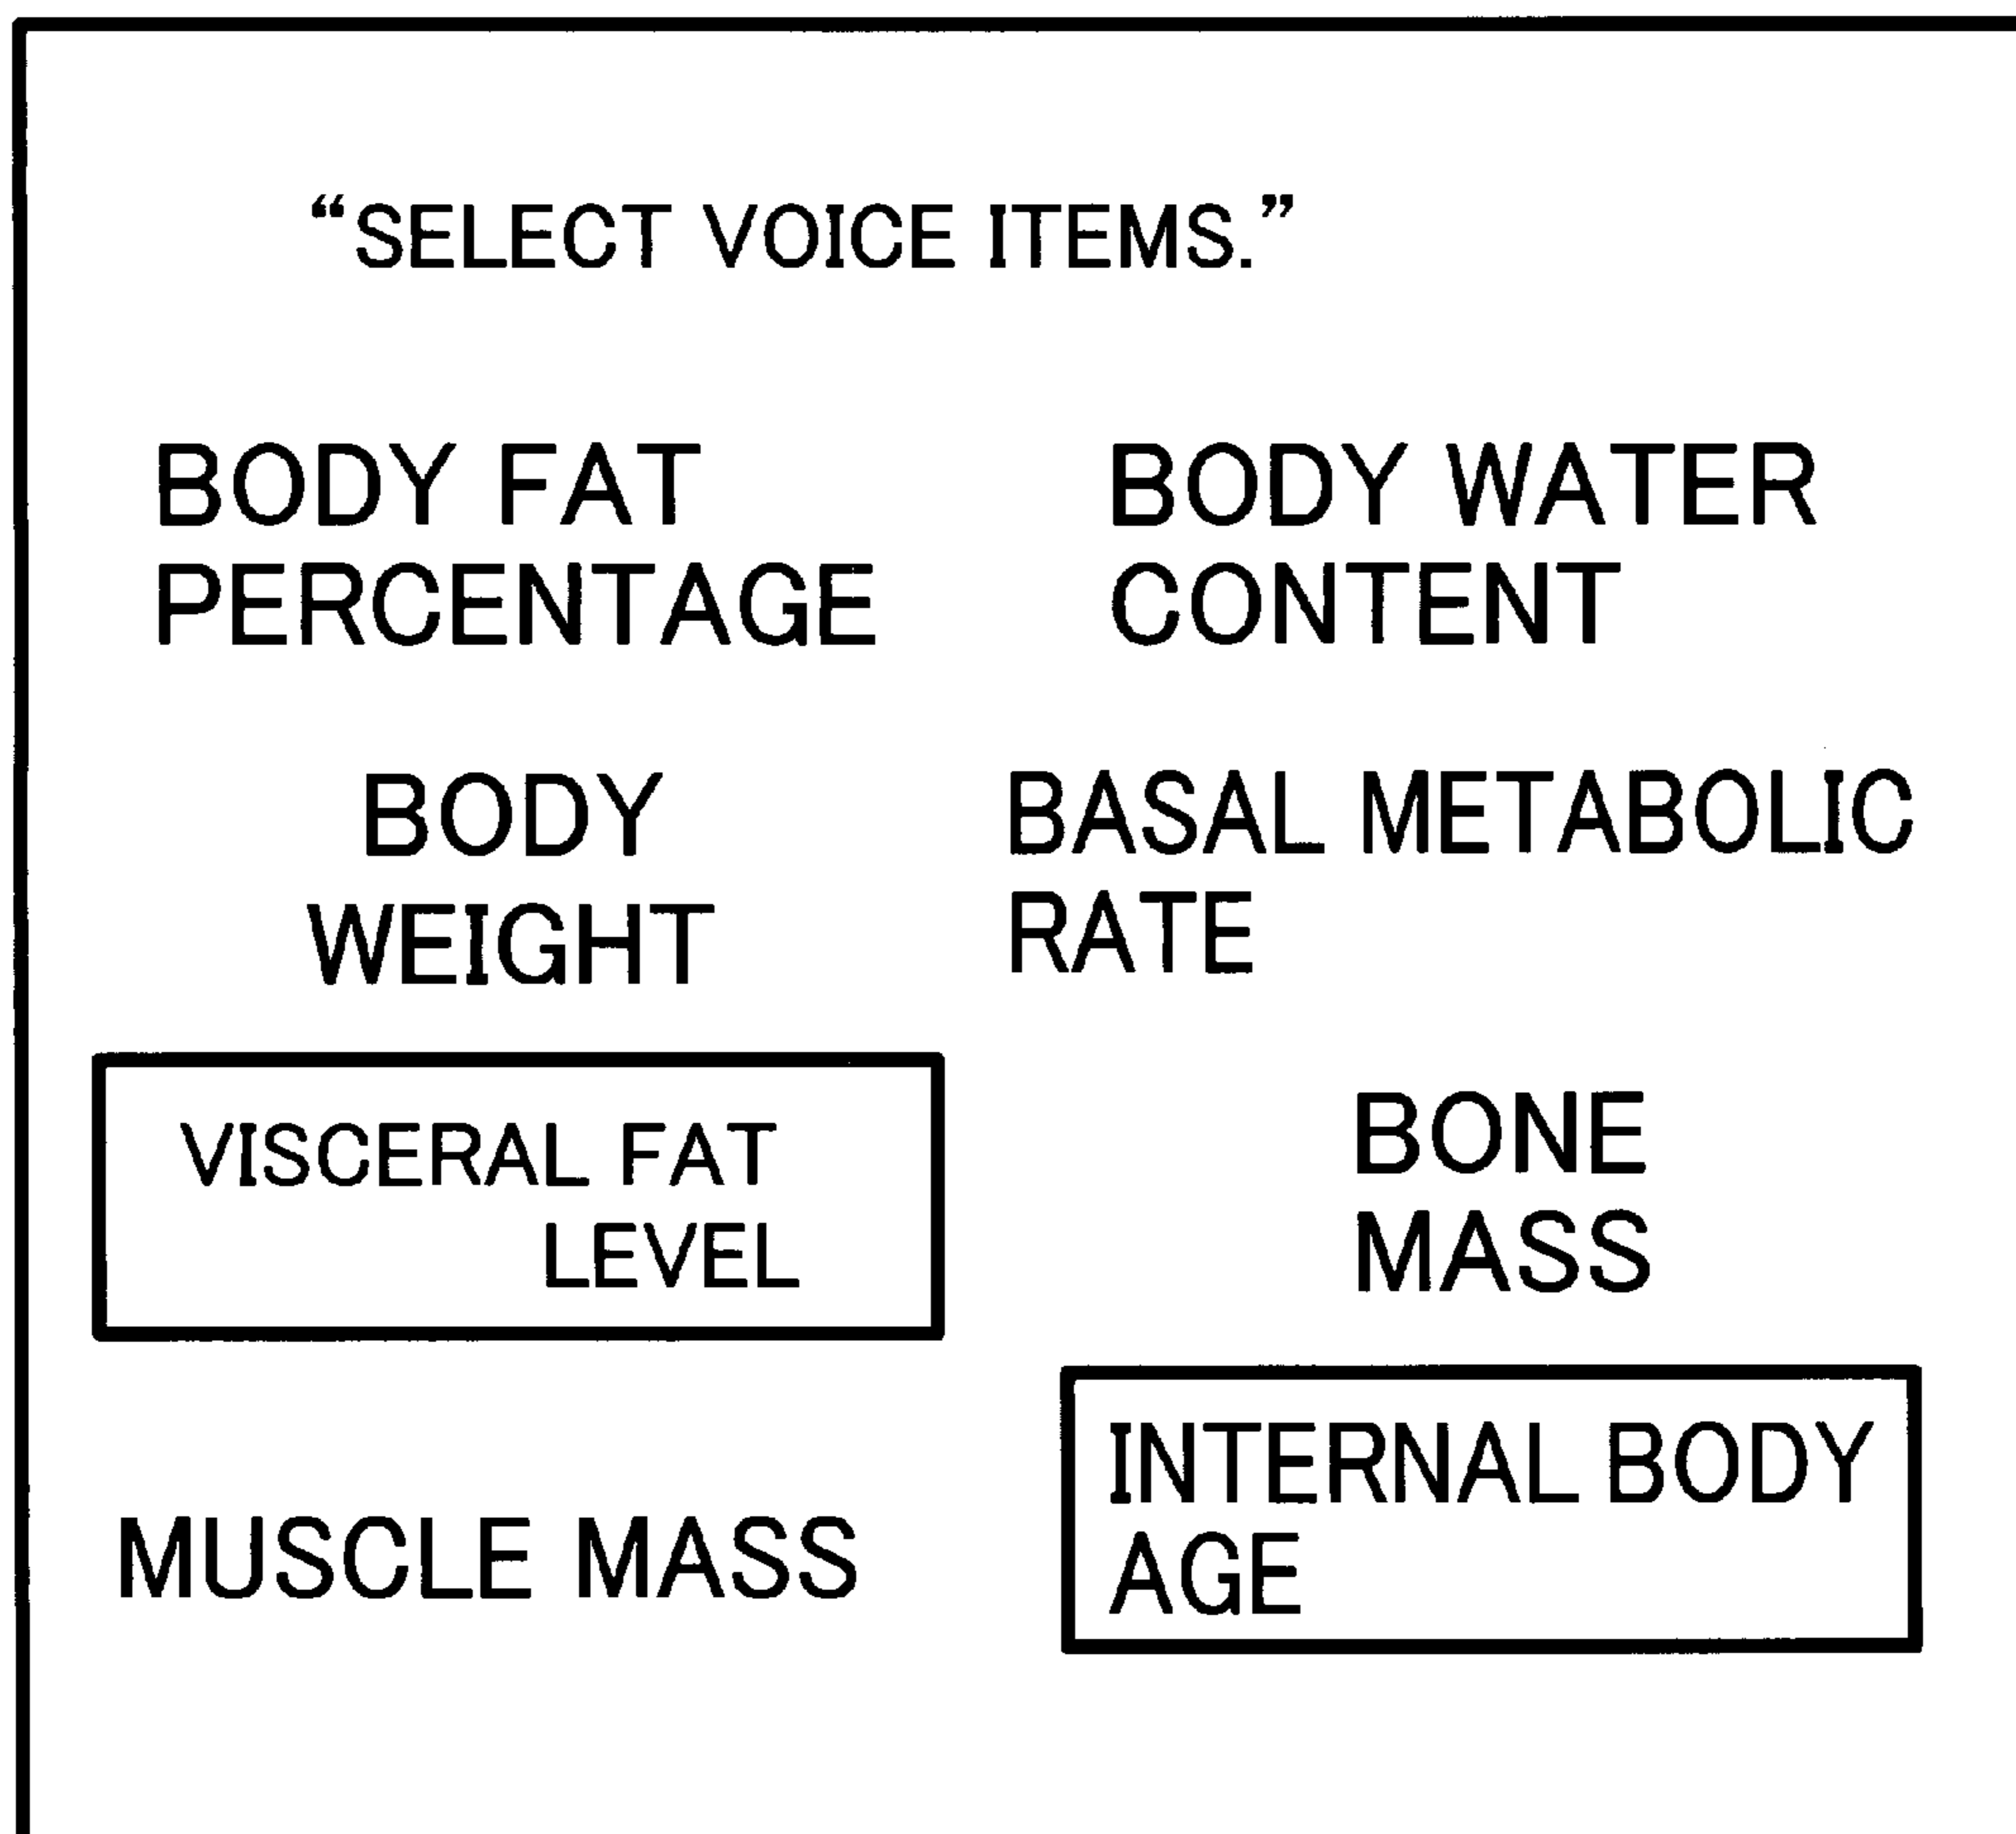 “SELECT VOICE ITEMS.”
BODY FAT
PERCENTAGE
BODY WATER
CONTENT
BODY
WEIGHT
BASAL METABOLIC
RATE
VISCERAL FAT
LEVEL
BONE
MASS
MUSCLE MASS
INTERNAL BODY
AGE